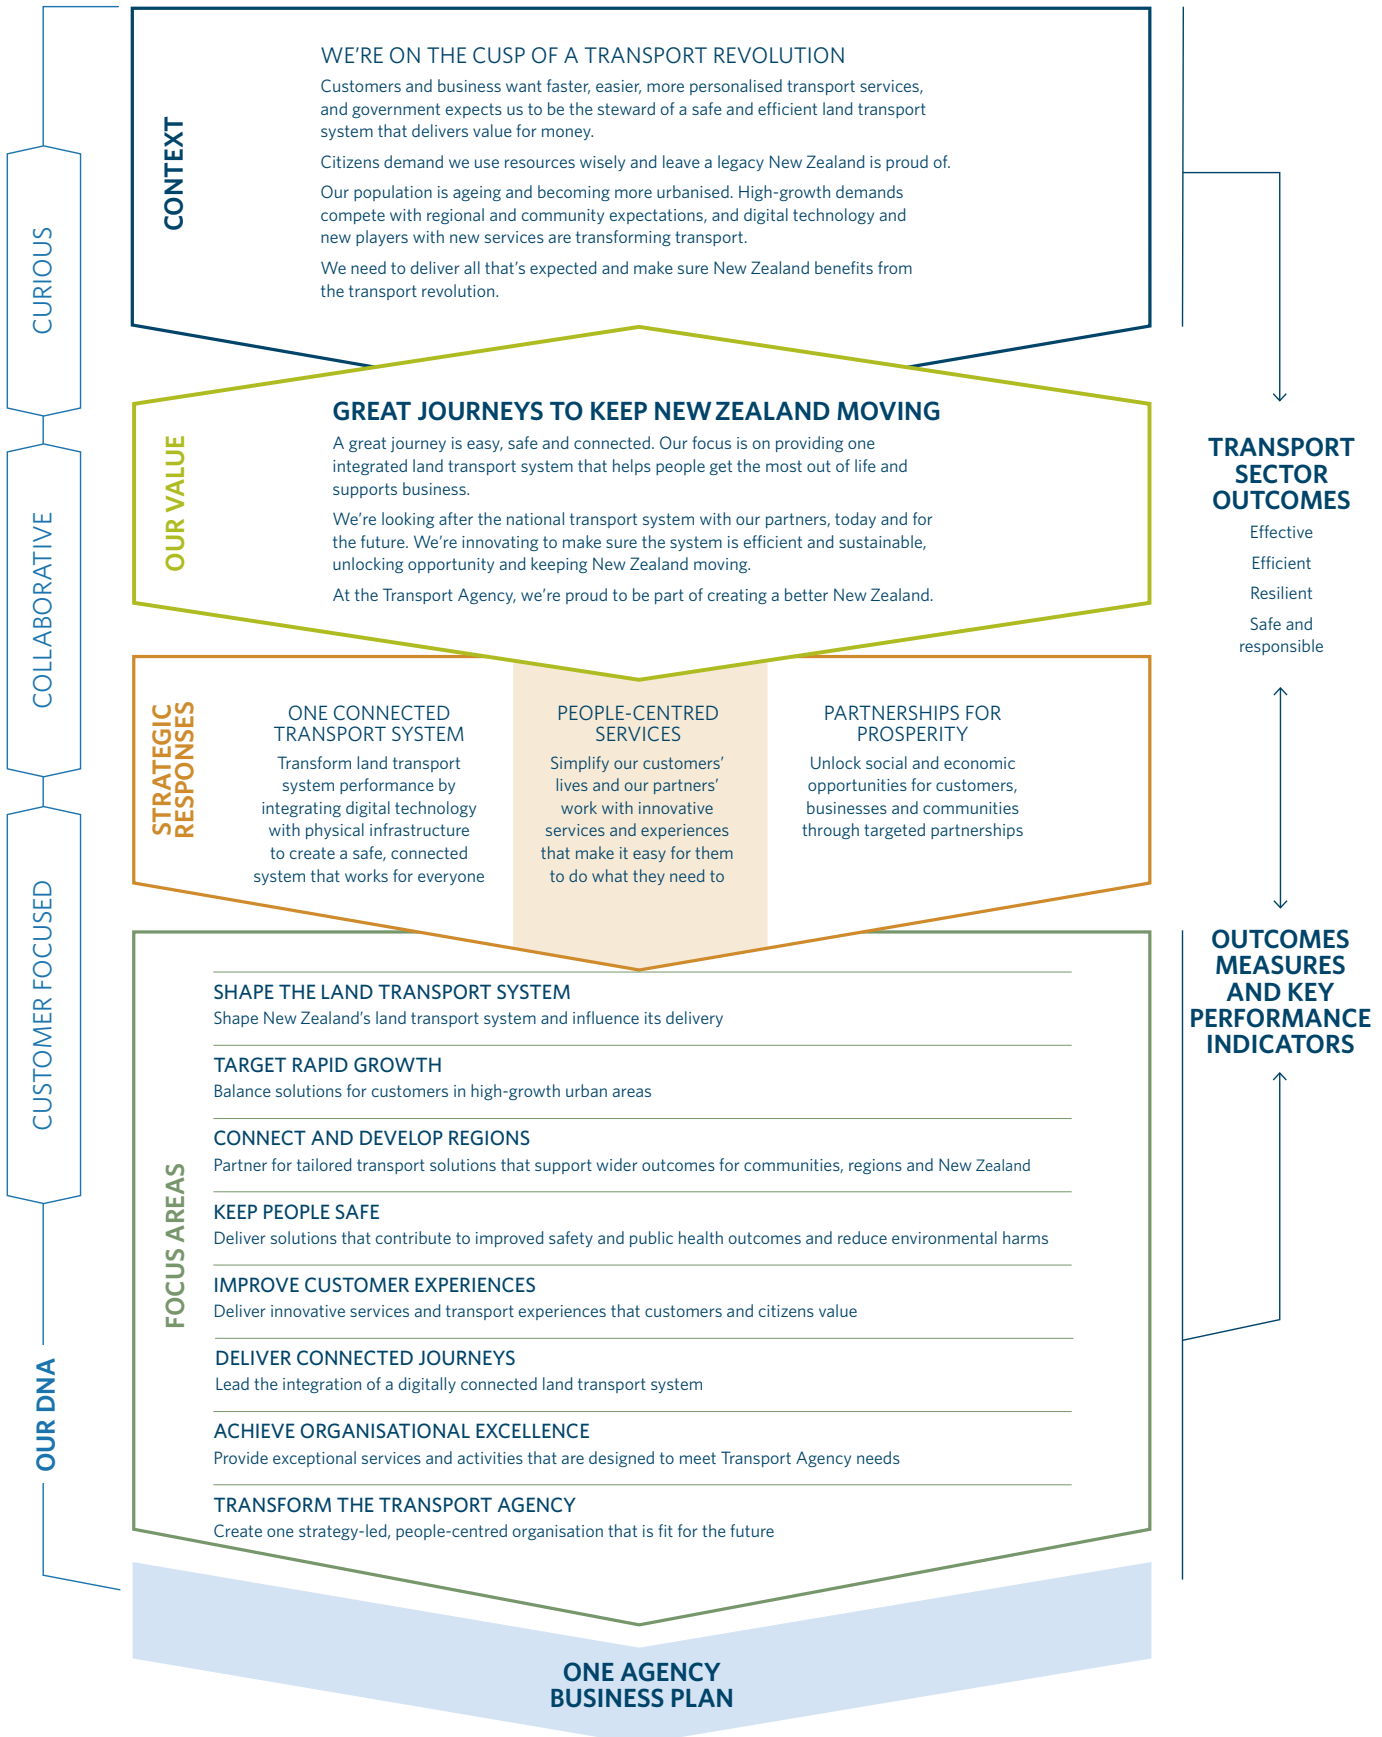 CURIOUS
COLLABORATIVE
CUSTOMER FOCUSED
OUR DNA
CONTEXT
WE'RE ON THE CUSP OF A TRANSPORT REVOLUTION
Customers and business want faster, easier, more personalised transport services,
and government expects us to be the steward of a safe and efficient land transport
system that delivers value for money.
Citizens demand we use resources wisely and leave a legacy New Zealand is proud of.
Our population is ageing and becoming more urbanised. High-growth demands
compete with regional and community expectations, and digital technology and
new players with new services are transforming transport.
We need to deliver all that's expected and make sure New Zealand benefits from
the transport revolution.
OUR VALUE
GREAT JOURNEYS TO KEEP NEW ZEALAND MOVING
A great journey is easy, safe and connected. Our focus is on providing one
integrated land transport system that helps people get the most out of life and
supports business.
We're looking after the national transport system with our partners, today and for
the future. We're innovating to make sure the system is efficient and sustainable,
unlocking opportunity and keeping New Zealand moving.
At the Transport Agency, we're proud to be part of creating a better New Zealand.
STRATEGIC
RESPONSES
ONE CONNECTED
TRANSPORT SYSTEM
Transform land transport
system performance by
integrating digital technology
with physical infrastructure
to create a safe, connected
system that works for everyone
PEOPLE-CENTRED
SERVICES
Simplify our customers'
lives and our partners'
work with innovative
services and experiences
that make it easy for them
to do what they need to
PARTNERSHIPS FOR
PROSPERITY
Unlock social and economic
opportunities for customers,
businesses and communities
through targeted partnerships
FOCUS AREAS
SHAPE THE LAND TRANSPORT SYSTEM
Shape New Zealand's land transport system and influence its delivery
TARGET RAPID GROWTH
Balance solutions for customers in high-growth urban areas
CONNECT AND DEVELOP REGIONS
Partner for tailored transport solutions that support wider outcomes for communities, regions and New Zealand
KEEP PEOPLE SAFE
Deliver solutions that contribute to improved safety and public health outcomes and reduce environmental harms
IMPROVE CUSTOMER EXPERIENCES
Deliver innovative services and transport experiences that customers and citizens value
DELIVER CONNECTED JOURNEYS
Lead the integration of a digitally connected land transport system
ACHIEVE ORGANISATIONAL EXCELLENCE
Provide exceptional services and activities that are designed to meet Transport Agency needs
TRANSFORM THE TRANSPORT AGENCY
Create one strategy-led, people-centred organisation that is fit for the future
ONE AGENCY
BUSINESS PLAN
TRANSPORT
SECTOR
OUTCOMES
Effective
Efficient
Resilient
Safe and
responsible
OUTCOMES
MEASURES
AND KEY
PERFORMANCE
INDICATORS